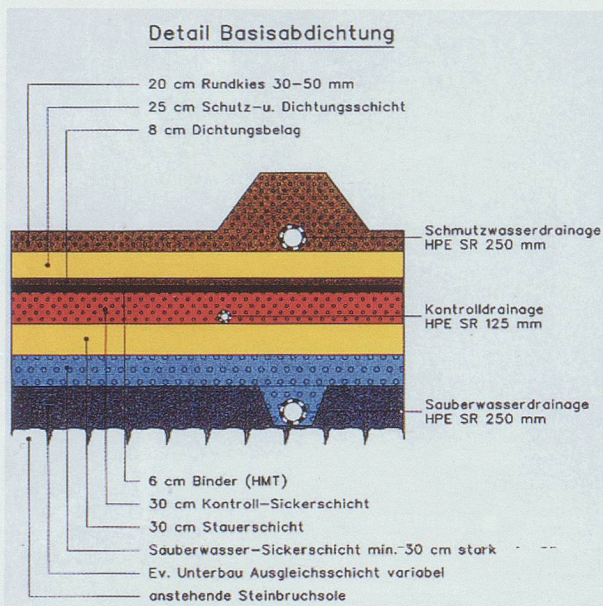 Detail Basisabdichtung
20 cm Rundkies 30-50 mm
25 cm Schutz-u. Dichtungsschicht
8 cm Dichtungsbelag
Schmutzwasserdrainage
HPE SR 250 mm
Kontrolldrainage
HPE SR 125 mm
Sauberwasserdrainage
HPE SR 250 mm
6 cm Binder (HMT)
30 cm Kontroll-Sickerschicht
30 cm Stauerschicht
Sauberwasser-Sickerschicht min. 30 cm stark
Ev. Unterbau Ausgleichsschicht variabel
anstehende Steinbruchsole